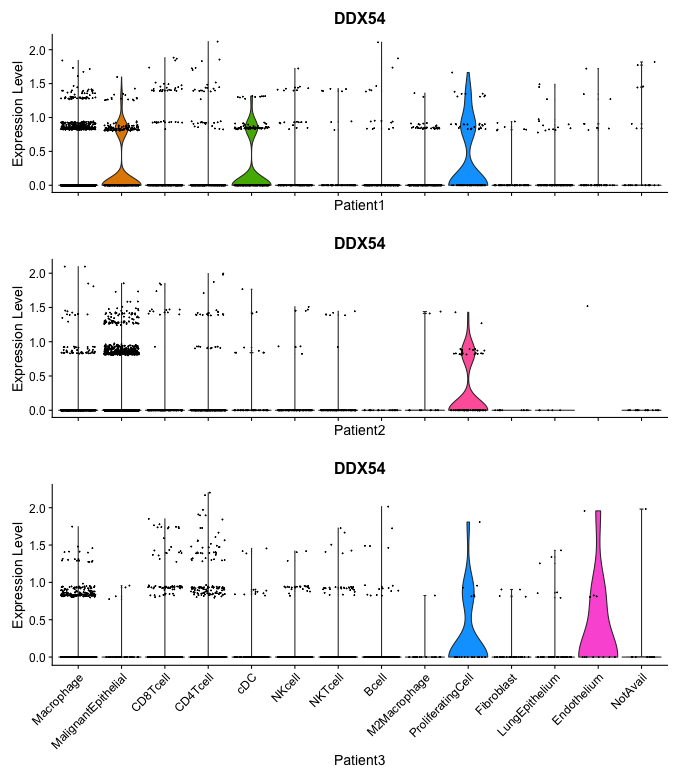 DDX54
Expression Level
2.0
1.5
1.0
0.5
0.0
Patient1
DDX54
Expression Level
2.0
1.5
1.0
0.5
0.0
Patient2
DDX54
Expression Level
2.0
1.5
1.0
0.5
0.0
Macrophage
MalignantEpithelial
CD8Tcell
CD4Tcell
cDC
NKcell
NKTcell
Bcell
M2Macrophage
ProliferatingCell
Fibroblast
LungEpithelium
Endothelium
NotAvail
Patient3